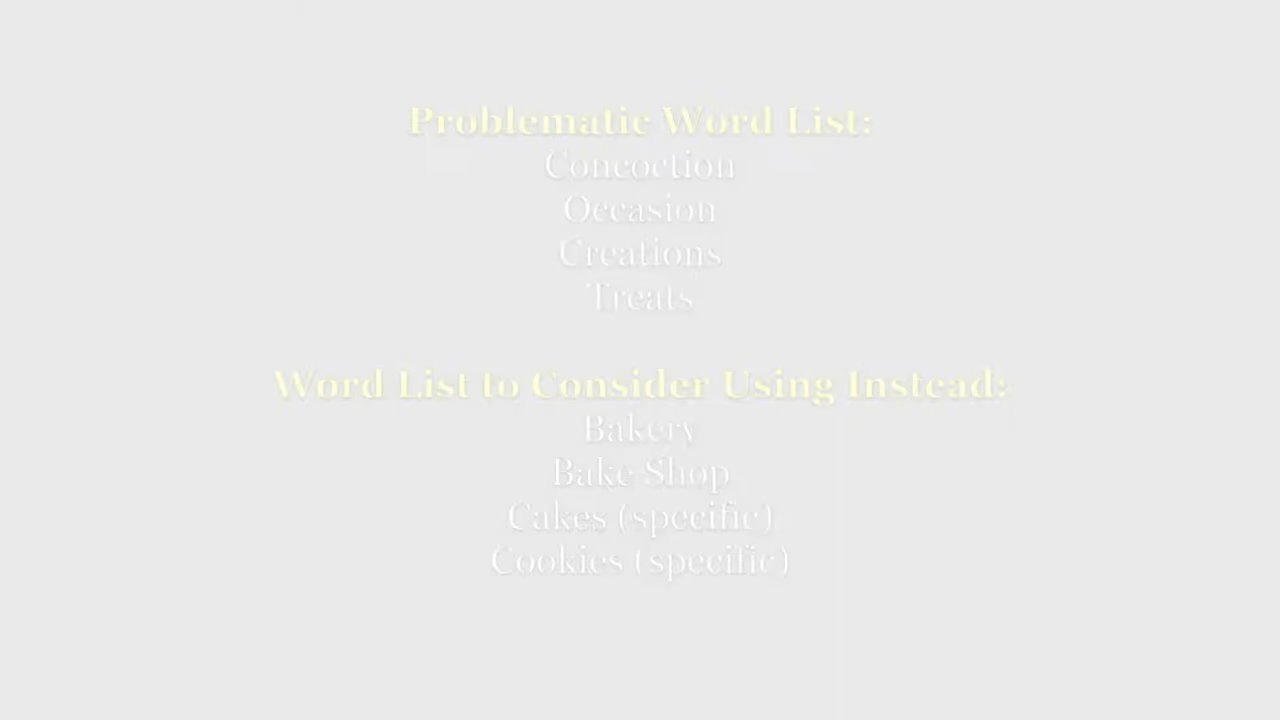 Problematic Word List:
Concoction
Occasion
Creations
Treats
Word List to Consider Using Instead:
Bakery
Bake Shop
Cakes (specific)
Cookies (specific)